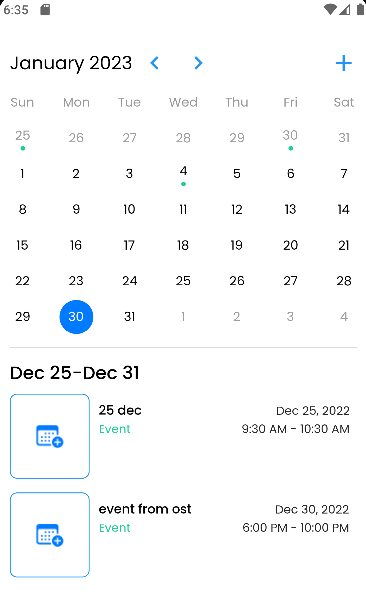 6:35
January 2023
Sun Mon Tue Wed Thu Fri Sat
25 26 27 28 29 30 31
1 2 3 4 5 6 7
8 9 10 11 12 13 14
15 16 17 18 19 20 21
22 23 24 25 26 27 28
29 30 31 1 2 3 4
Dec 25-Dec 31
25 dec Dec 25, 2022
Event 9:30 AM - 10:30 AM
event from ost Dec 30, 2022
Event 6:00 PM - 10:00 PM